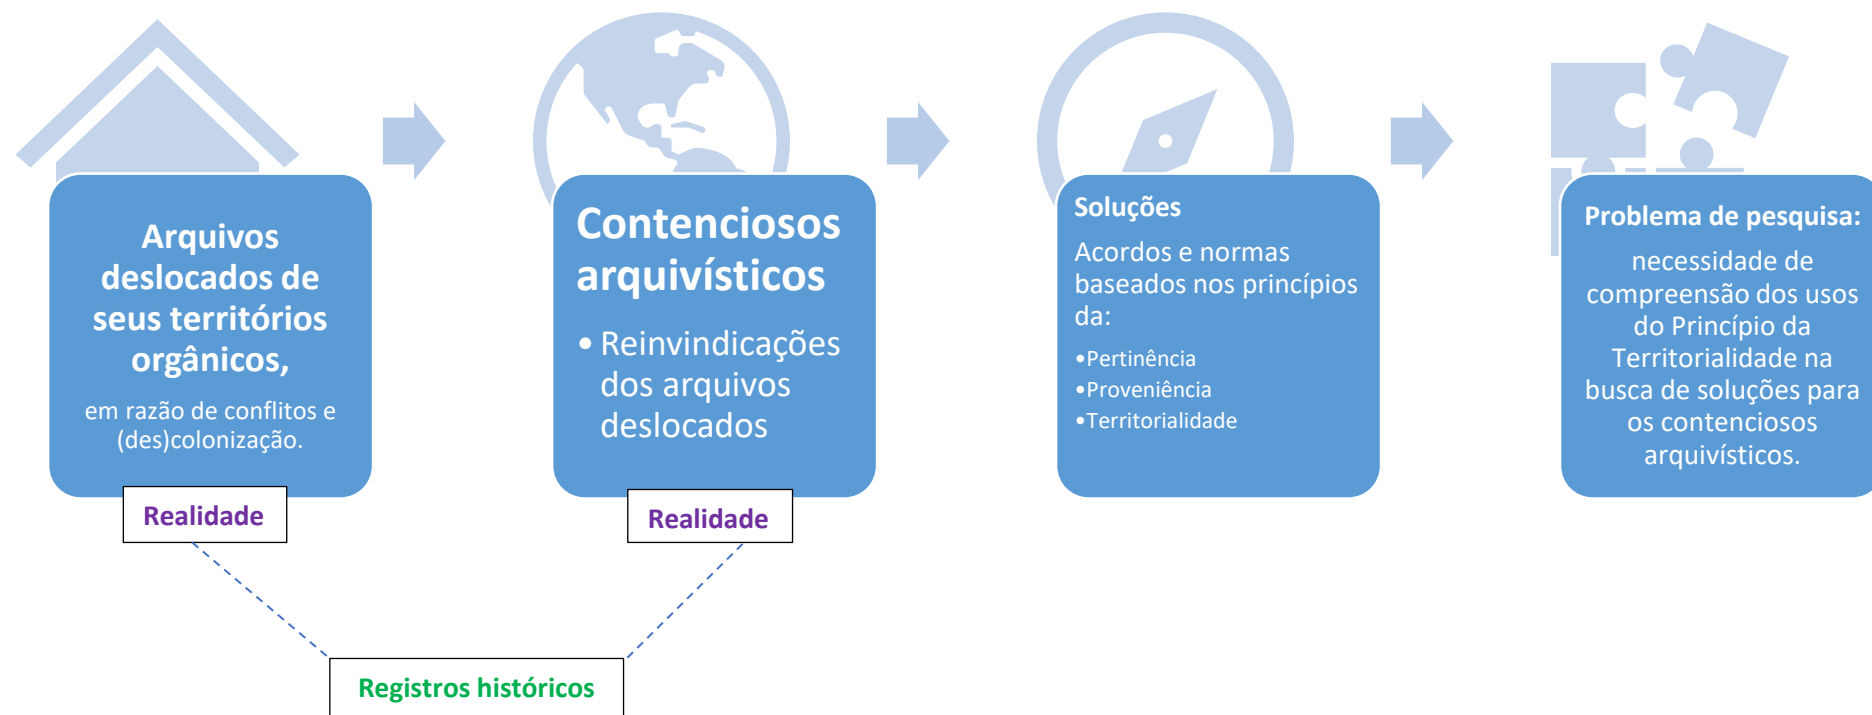 Arquivos
deslocados de
seus territórios
orgânicos,
em razão de conflitos e
(des)colonização.
Realidade
Contenciosos
arquivísticos
•Reinvindicações
dos arquivos
deslocados
Realidade
Registros históricos
Soluções
Acordos e normas
baseados nos princípios
da:
•Pertinência
•Proveniência
•Territorialidade
Problema de pesquisa:
necessidade de
compreensão dos usos
do Princípio da
Territorialidade na
busca de soluções para
os contenciosos
arquivísticos.